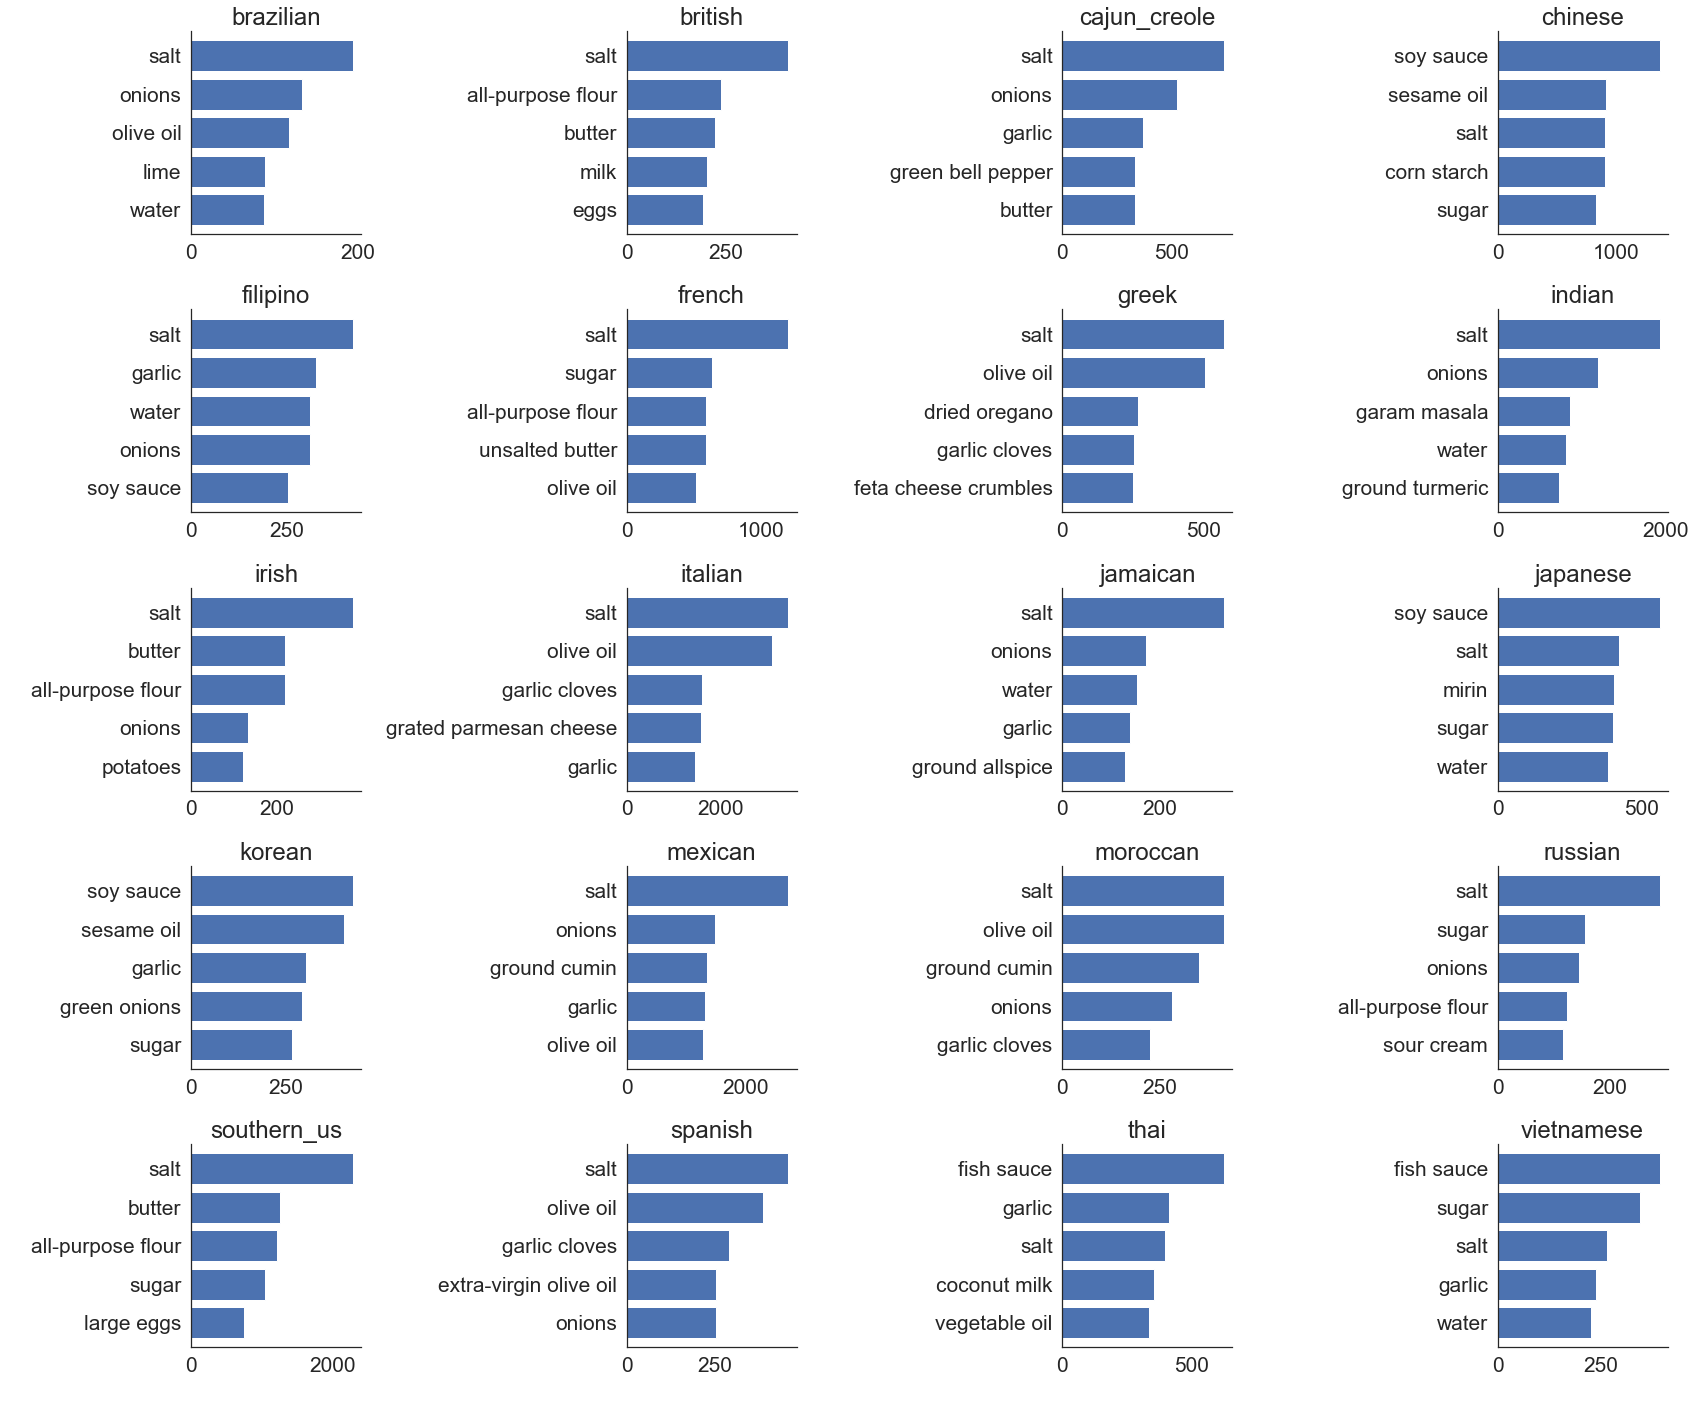 brazilian
salt
onions
olive oil
lime
water
0 200
british
salt
all-purpose flour
butter
milk
eggs
0 250
cajun_creole
salt
onions
garlic
green bell pepper
butter
0 500
chinese
soy sauce
sesame oil
salt
corn starch
sugar
0 1000
filipino
salt
garlic
water
onions
soy sauce
0 250
french
salt
sugar
all-purpose flour
unsalted butter
olive oil
0 1000
greek
salt
olive oil
dried oregano
garlic cloves
feta cheese crumbles
0 500
indian
salt
onions
garam masala
water
ground turmeric
0 2000
irish
salt
butter
all-purpose flour
onions
potatoes
0 200
italian
salt
olive oil
garlic cloves
grated parmesan cheese
garlic
0 2000
jamaican
salt
onions
water
garlic
ground allspice
0 200
japanese
soy sauce
salt
mirin
sugar
water
0 500
korean
soy sauce
sesame oil
garlic
green onions
sugar
0 250
mexican
salt
onions
ground cumin
garlic
olive oil
0 2000
moroccan
salt
olive oil
ground cumin
onions
garlic cloves
0 250
russian
salt
sugar
onions
all-purpose flour
sour cream
0 200
southern_us
salt
butter
all-purpose flour
sugar
large eggs
0 2000
spanish
salt
olive oil
garlic cloves
extra-virgin olive oil
onions
0 250
thai
fish sauce
garlic
salt
coconut milk
vegetable oil
0 500
vietnamese
fish sauce
sugar
salt
garlic
water
0 250